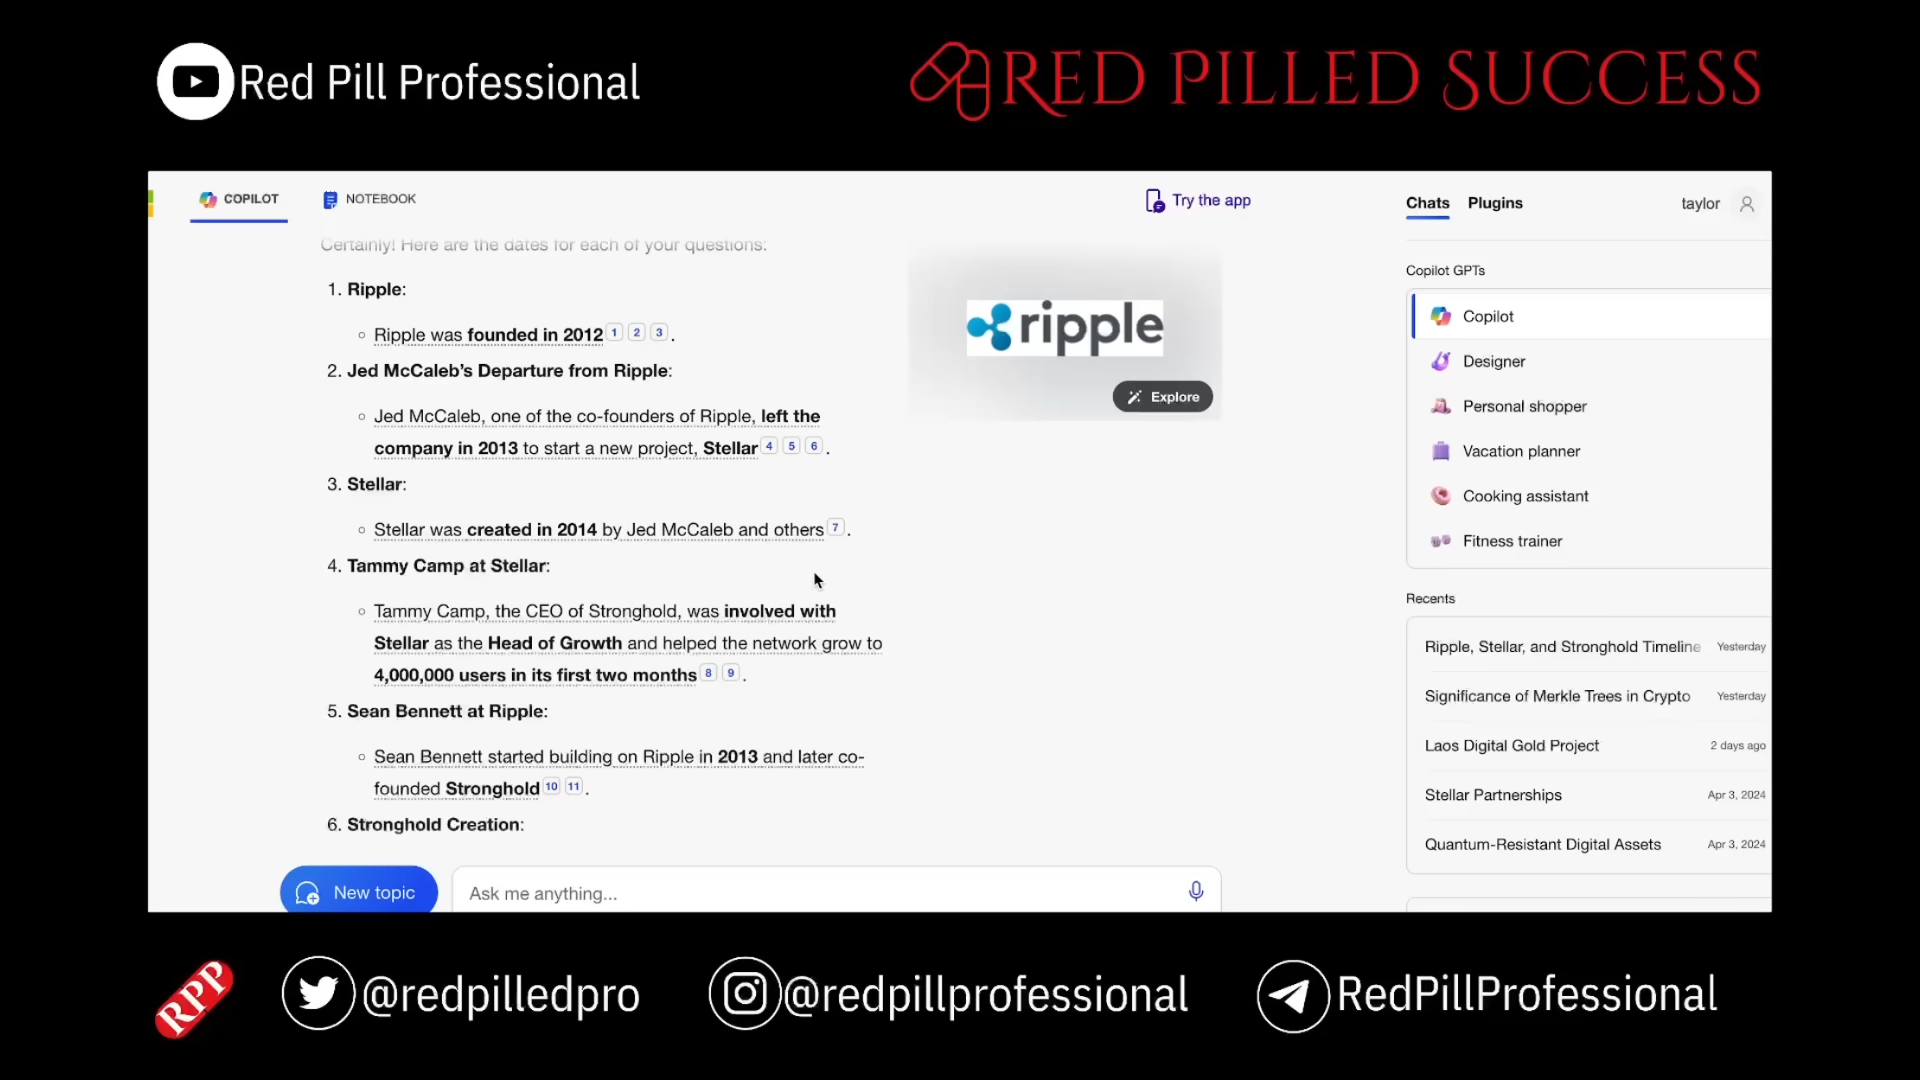 Red Pill Professional
RED PILLED SUCCESS
COPILOT
NOTEBOOK
Try the app
Chats Plugins
taylor
Certainly! Here are the dates for each of your questions:
1. Ripple:
Ripple was founded in 2012 1 2 3 .
2. Jed McCaleb's Departure from Ripple:
Jed McCaleb, one of the co-founders of Ripple, left the
company in 2013 to start a new project, Stellar 4 5 6 .
3. Stellar:
Stellar was created in 2014 by Jed McCaleb and others 7 .
4. Tammy Camp at Stellar:
Tammy Camp, the CEO of Stronghold, was involved with
Stellar as the Head of Growth and helped the network grow to
4,000,000 users in its first two months 8 9 .
5. Sean Bennett at Ripple:
Sean Bennett started building on Ripple in 2013 and later co-
founded Stronghold 10 11 .
6. Stronghold Creation:
ripple
Explore
New topic
Ask me anything...
Copilot GPTs
Copilot
Designer
Personal shopper
Vacation planner
Cooking assistant
Fitness trainer
Recents
Ripple, Stellar, and Stronghold Timeline Yesterday
Significance of Merkle Trees in Crypto Yesterday
Laos Digital Gold Project 2 days ago
Stellar Partnerships Apr 3, 2024
Quantum-Resistant Digital Assets Apr 3, 2024
RPP
@redpilledpro
@redpillprofessional
RedPillProfessional